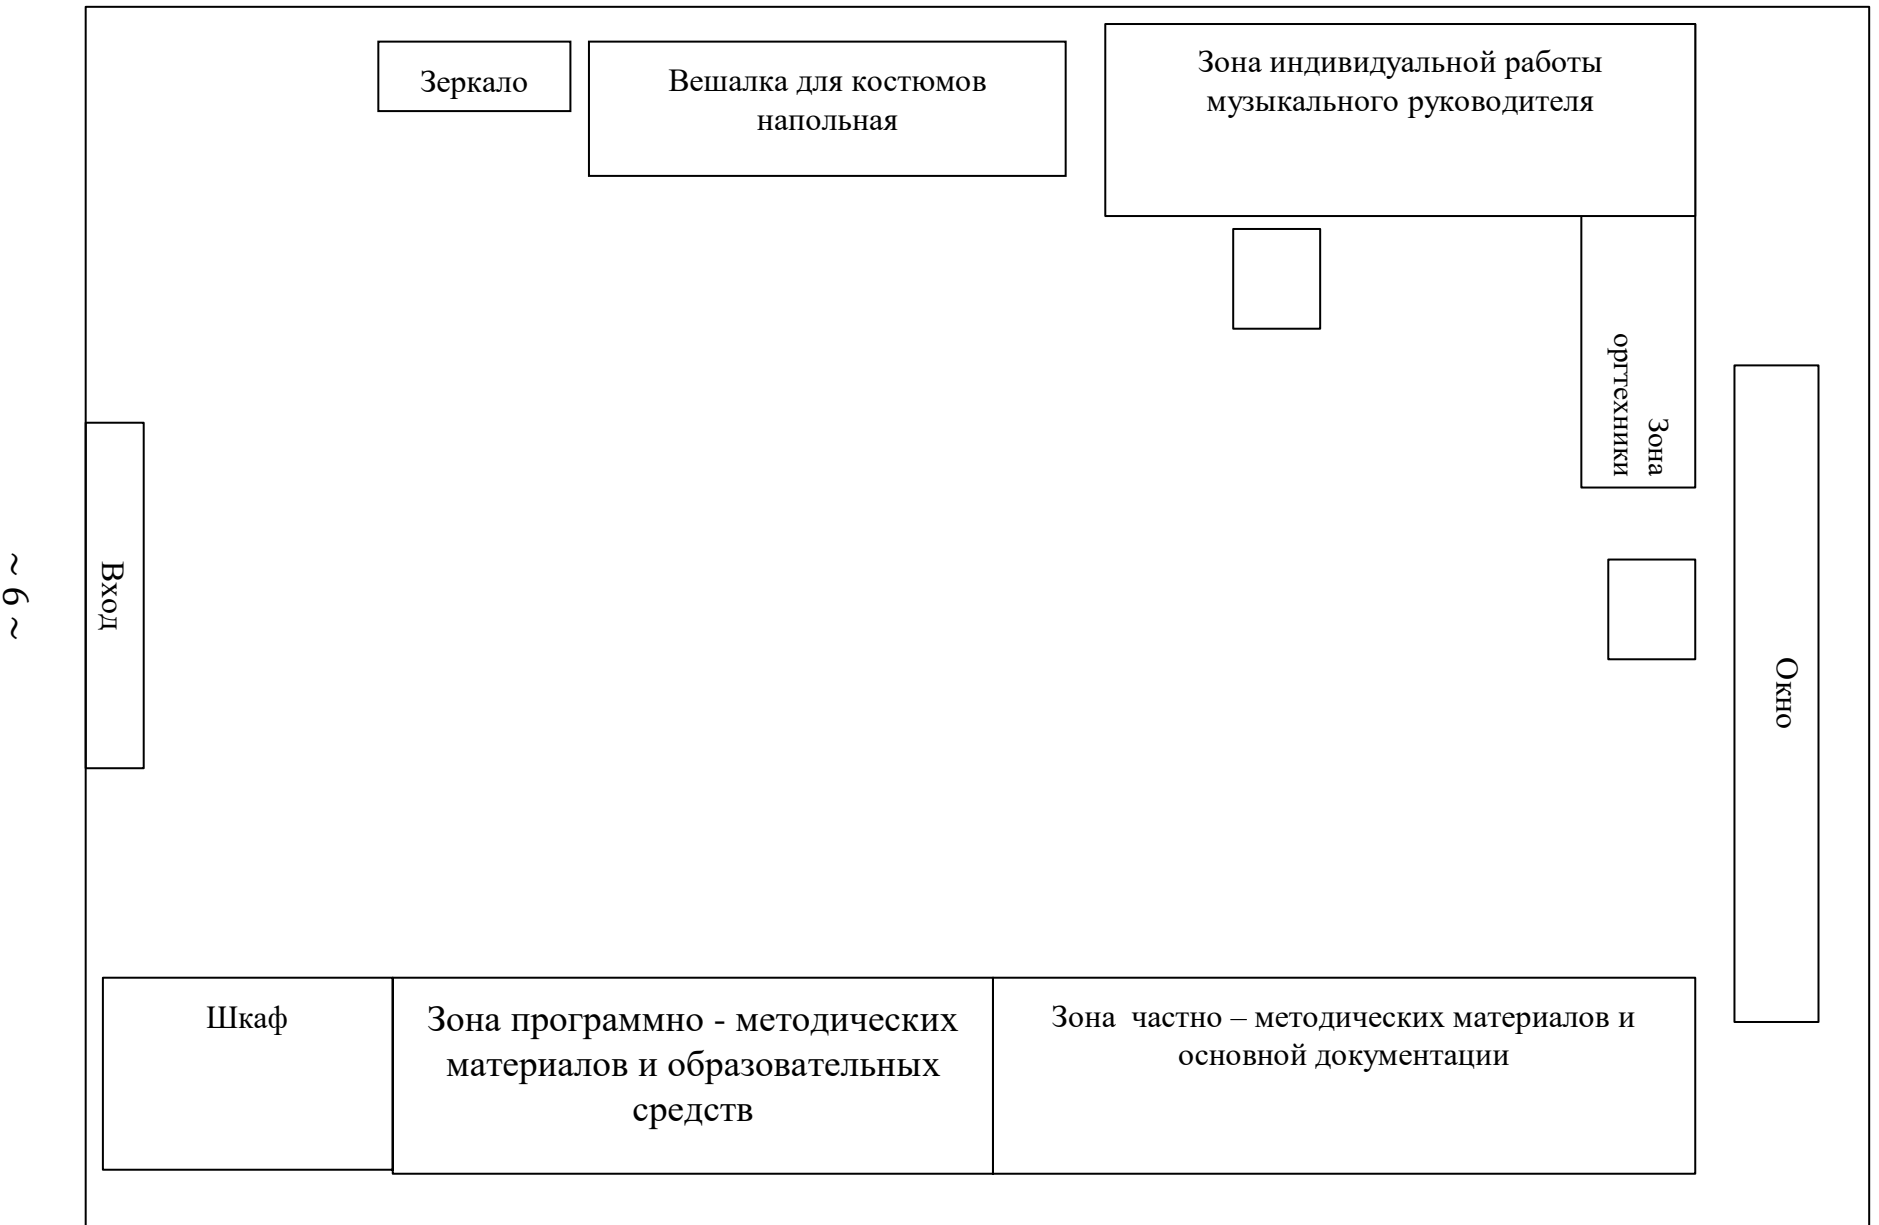 Зеркало
Вешалка для костюмов
напольная
Зона индивидуальной работы
музыкального руководителя
Зона
оргтехники
Вход
~ 6 ~
Окно
Шкаф
Зона программно - методических
материалов и образовательных
средств
Зона  частно – методических материалов и
основной документации